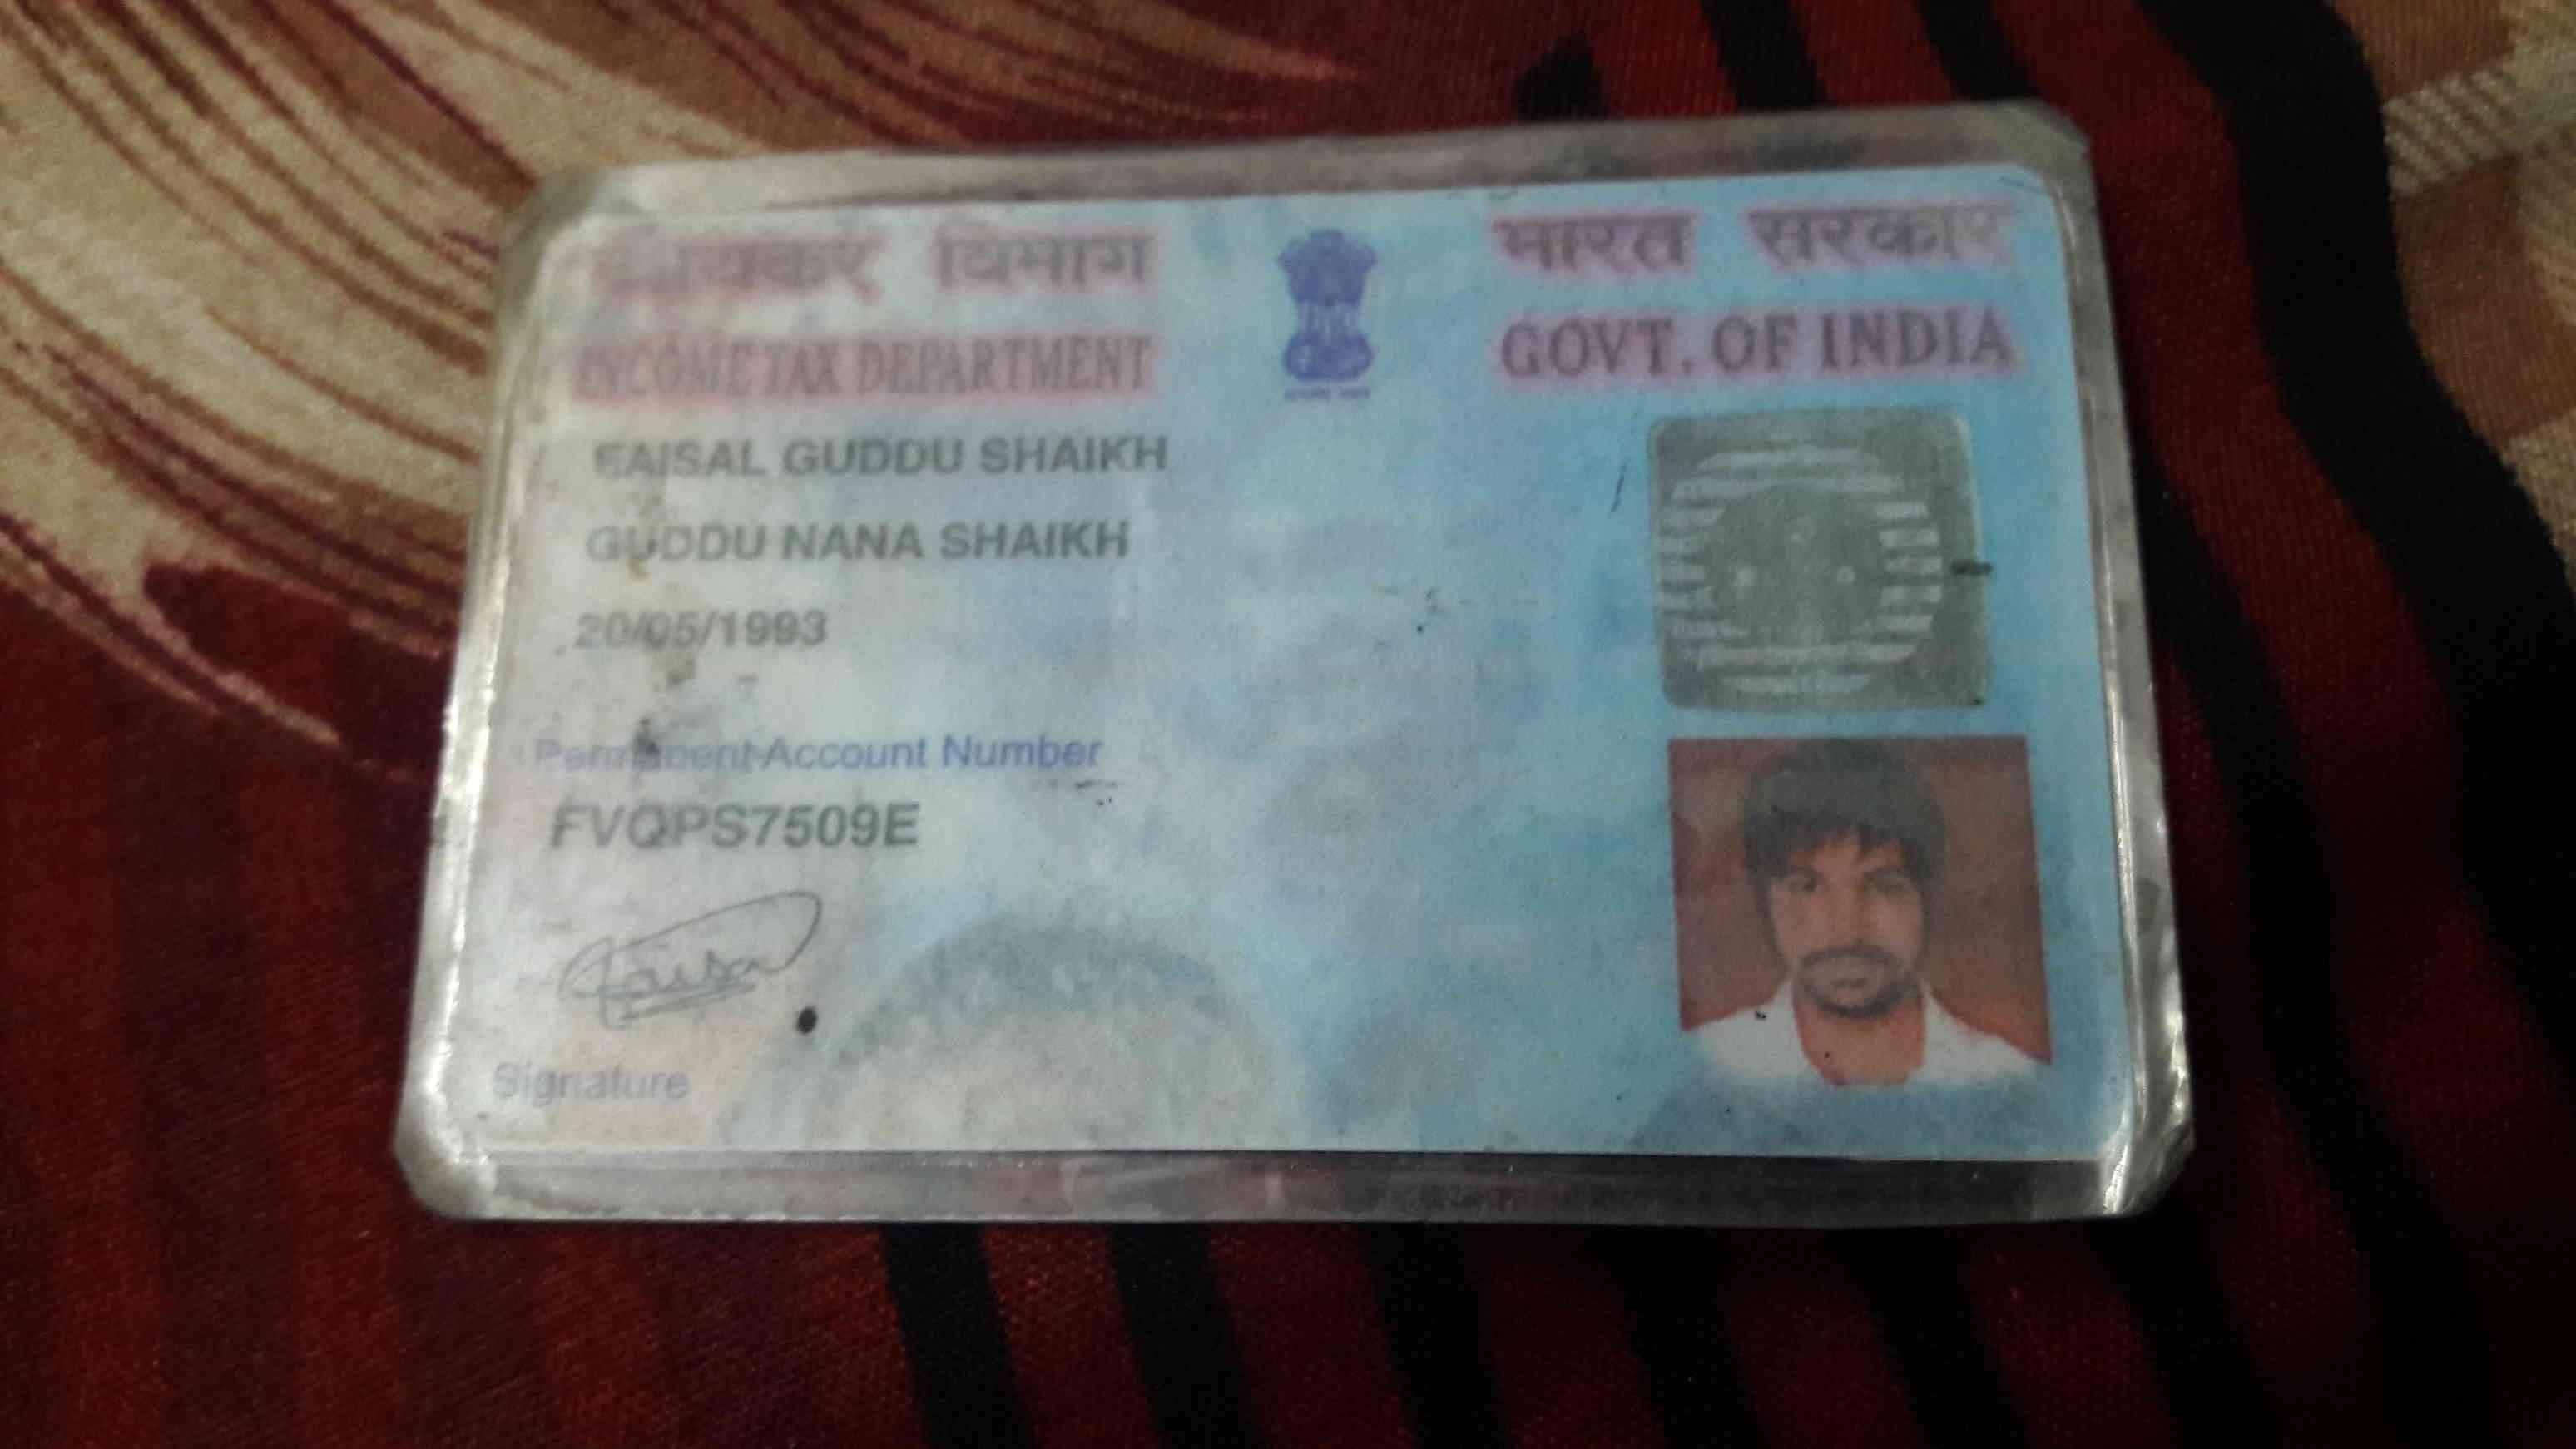 आयकर विभाग
INCOME TAX DEPARTMENT
भारत सरकार
GOVT. OF INDIA
FAISAL GUDDU SHAIKH
GUDDU NANA SHAIKH
20/05/1993
Permanent Account Number
FVQPS7509E
Faisal
Signature